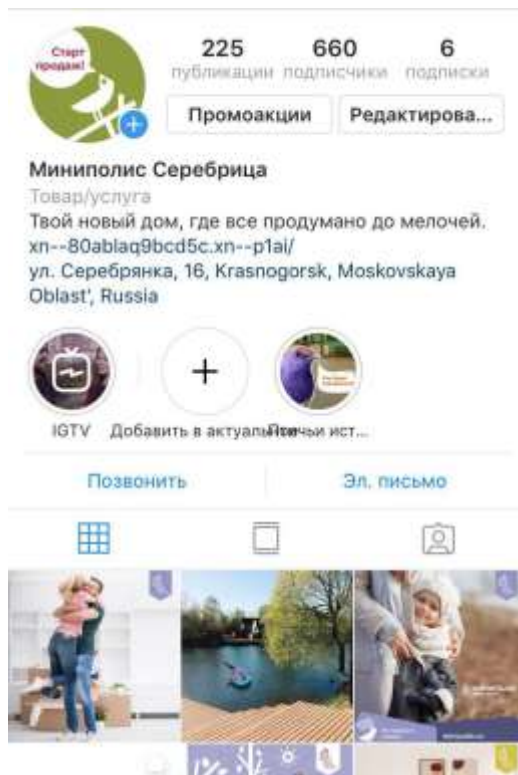 Старт
продаж!
225 660 6
публикации подписчики подписки
Промоакции Редактирова...
Миниполис Серебрица
Товар/услуга
Твой новый дом, где все продумано до мелочей.
xn--80ablaq9bcd5c.xn--p1ai/
ул. Серебрянка, 16, Krasnogorsk, Moskovskaya
Oblast', Russia
IGTV Добавить в актуальное Птичьи ист...
Позвонить Эл. письмо